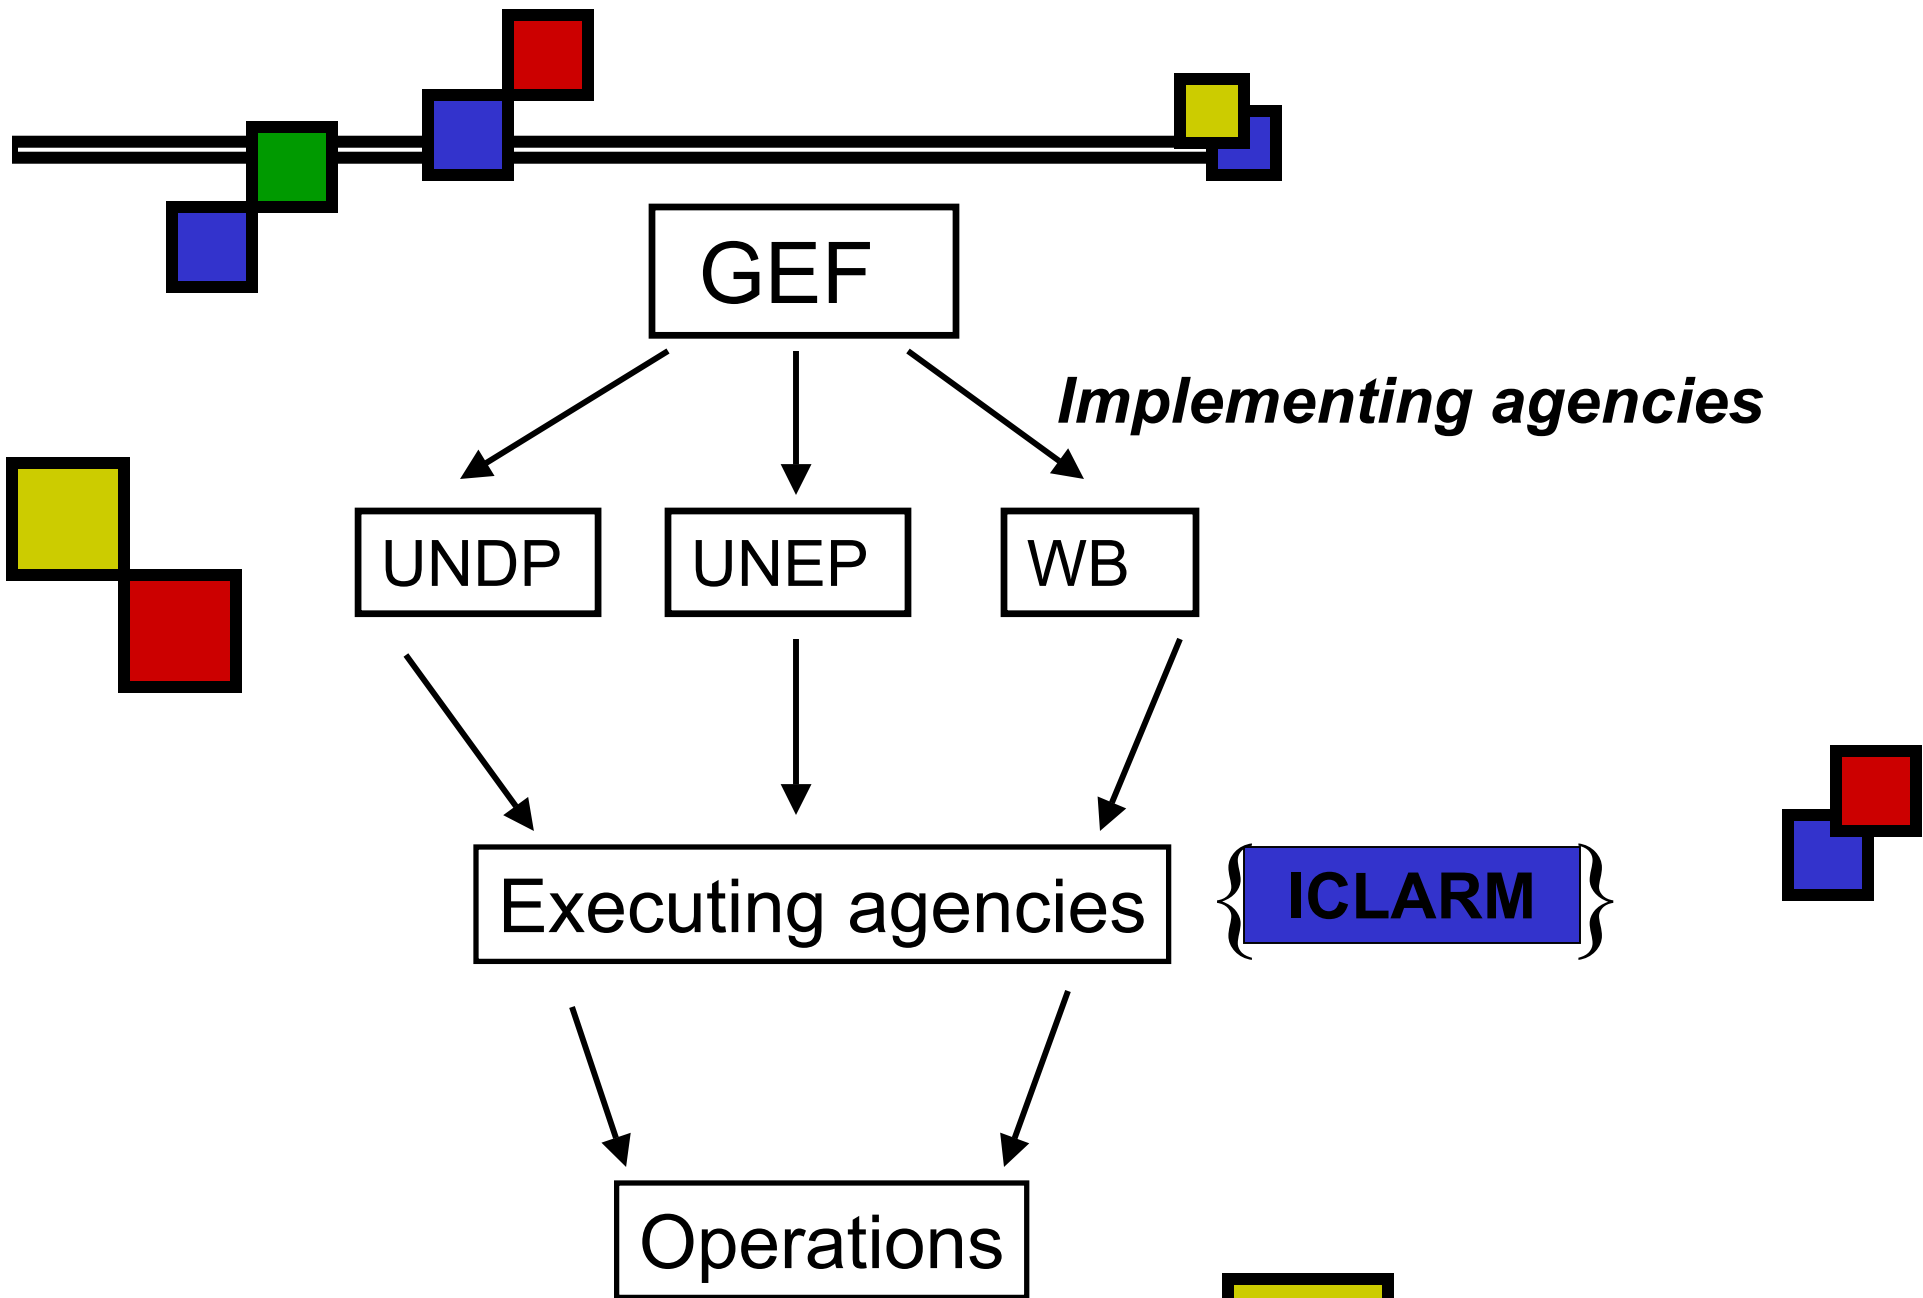 GEF
Implementing agencies
UNDP
UNEP
WB
Executing agencies
{ICLARM}
Operations